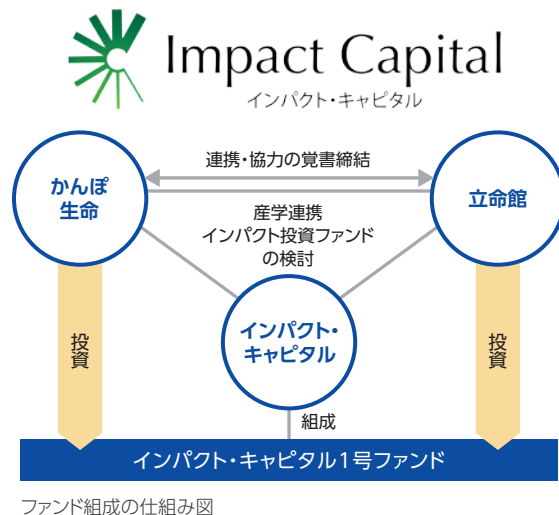 Impact Capital
インパクト・キャピタル
連携・協力の覚書締結
かんぽ
生命
立命館
産学連携
インパクト投資ファンド
の検討
インパクト・
キャピタル
投資
投資
組成
インパクト・キャピタル1号ファンド
ファンド組成の仕組み図